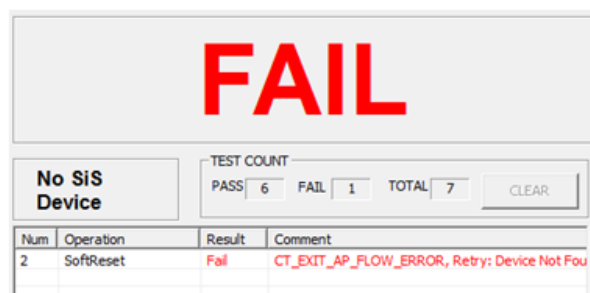 FAIL
No SiS
Device
TEST COUNT
PASS 6 FAIL 1 TOTAL 7 CLEAR
Num Operation Result Comment
2 SoftReset Fail CT_EXIT_AP_FLOW_ERROR, Retry: Device Not Fou